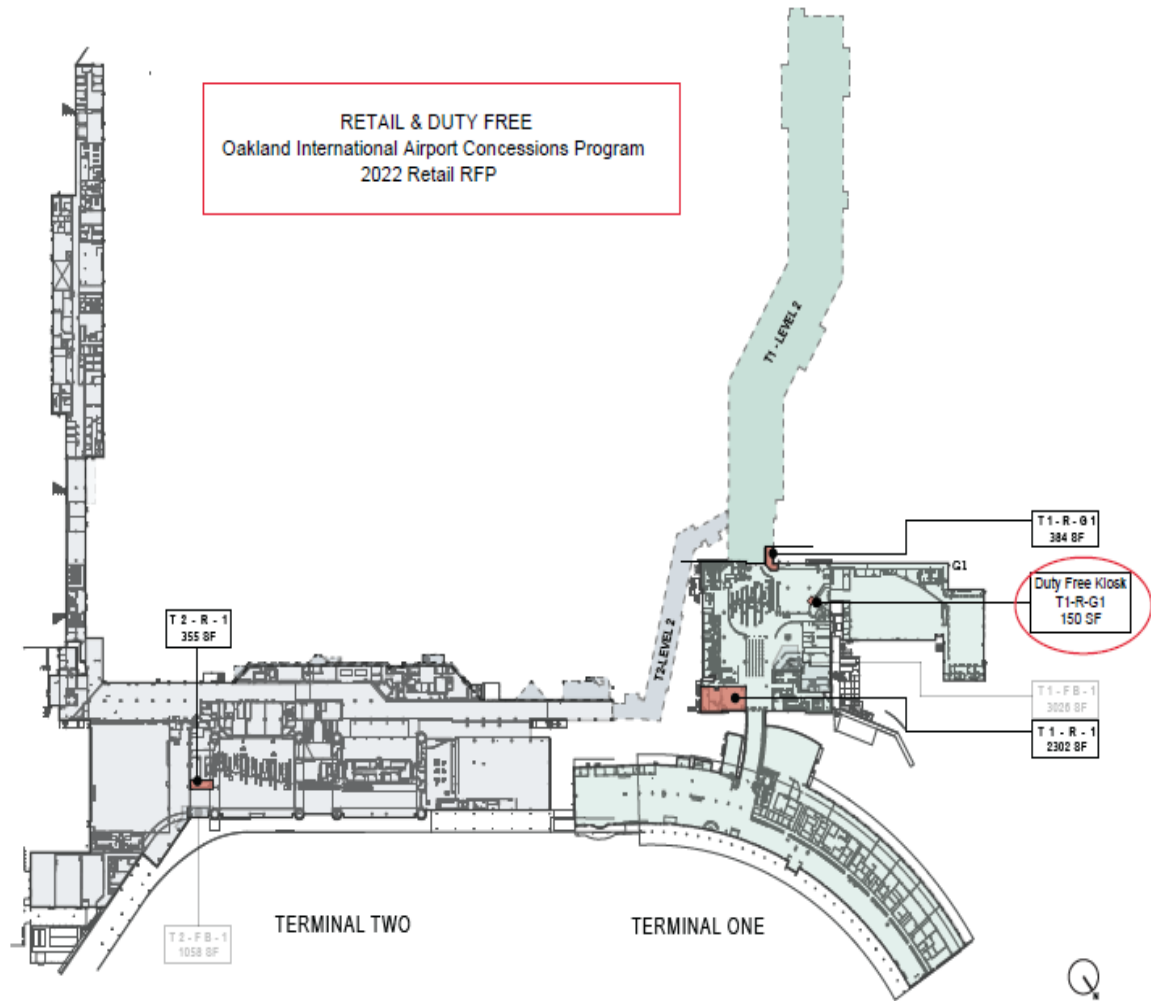 RETAIL & DUTY FREE
Oakland International Airport Concessions Program
2022 Retail RFP
T1 - LEVEL 2
T2-LEVEL 2
T1-R-G1
384 SF
G1
Duty Free Kiosk
T1-R-G1
150 SF
T2-R-1
355 SF
T1-FB-1
3026 SF
T1-R-1
2302 SF
T2-FB-1
1058 SF
TERMINAL TWO
TERMINAL ONE
N